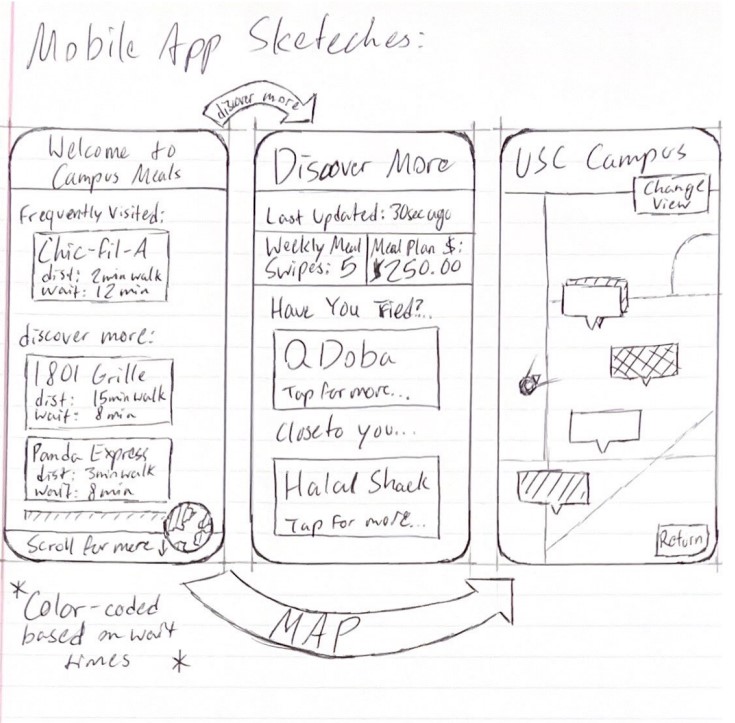 Mobile App Sketeches:
discover more
Welcome to
Campus Meals
Frequently Visited:
Chic-fil-A
dist: 2min walk
wait: 12 min
discover more:
1801 Grille
dist: 15min walk
wait: 8 min
Panda Express
dist: 3min walk
wait: 8 min
Scroll for more ↓
Discover More
Last Updated: 30sec ago
Weekly Meal
Swipes: 5
Meal Plan $:
$250.00
Have You Tried?..
QDoba
Tap for more...
Close to you...
Halal Shack
Tap For more...
USC Campus
Change
View
Return
MAP
*Color-coded
based on wait
times *